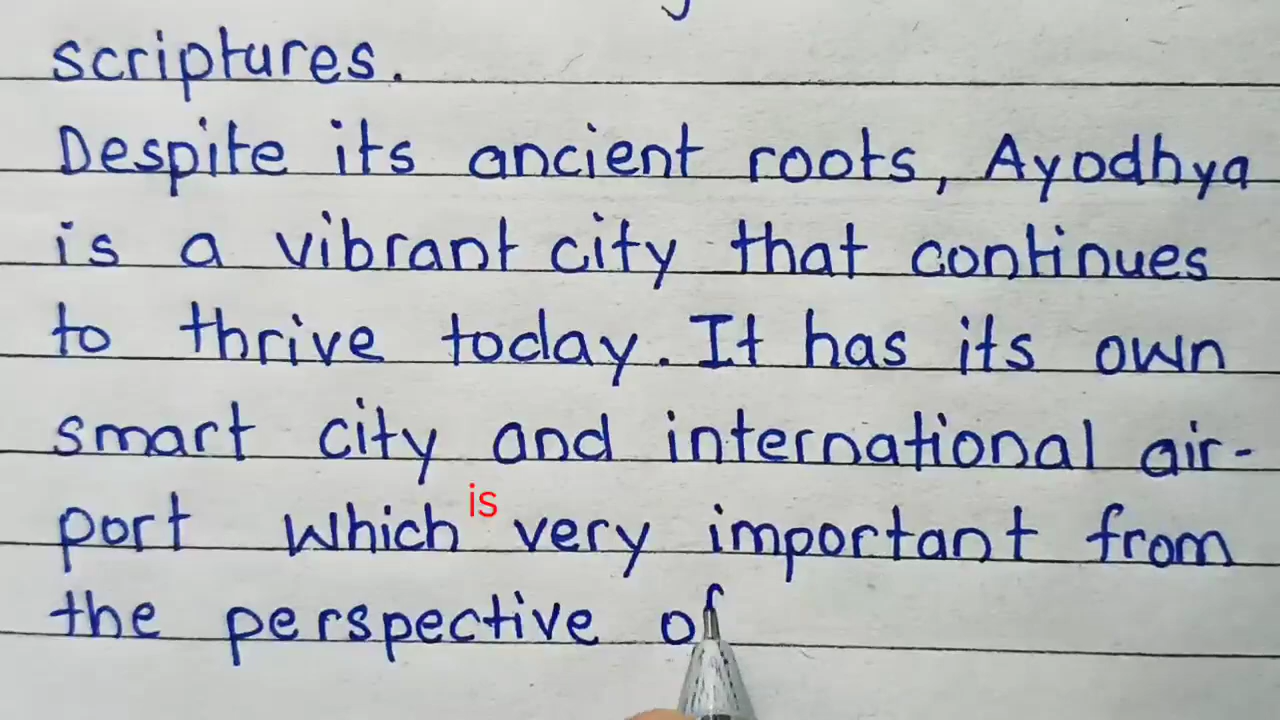 scriptures.
Despite its ancient roots, Ayodhya
is a vibrant city that continues
to thrive today. It has its own
smart city and international air-
port which is very important from
the perspective of